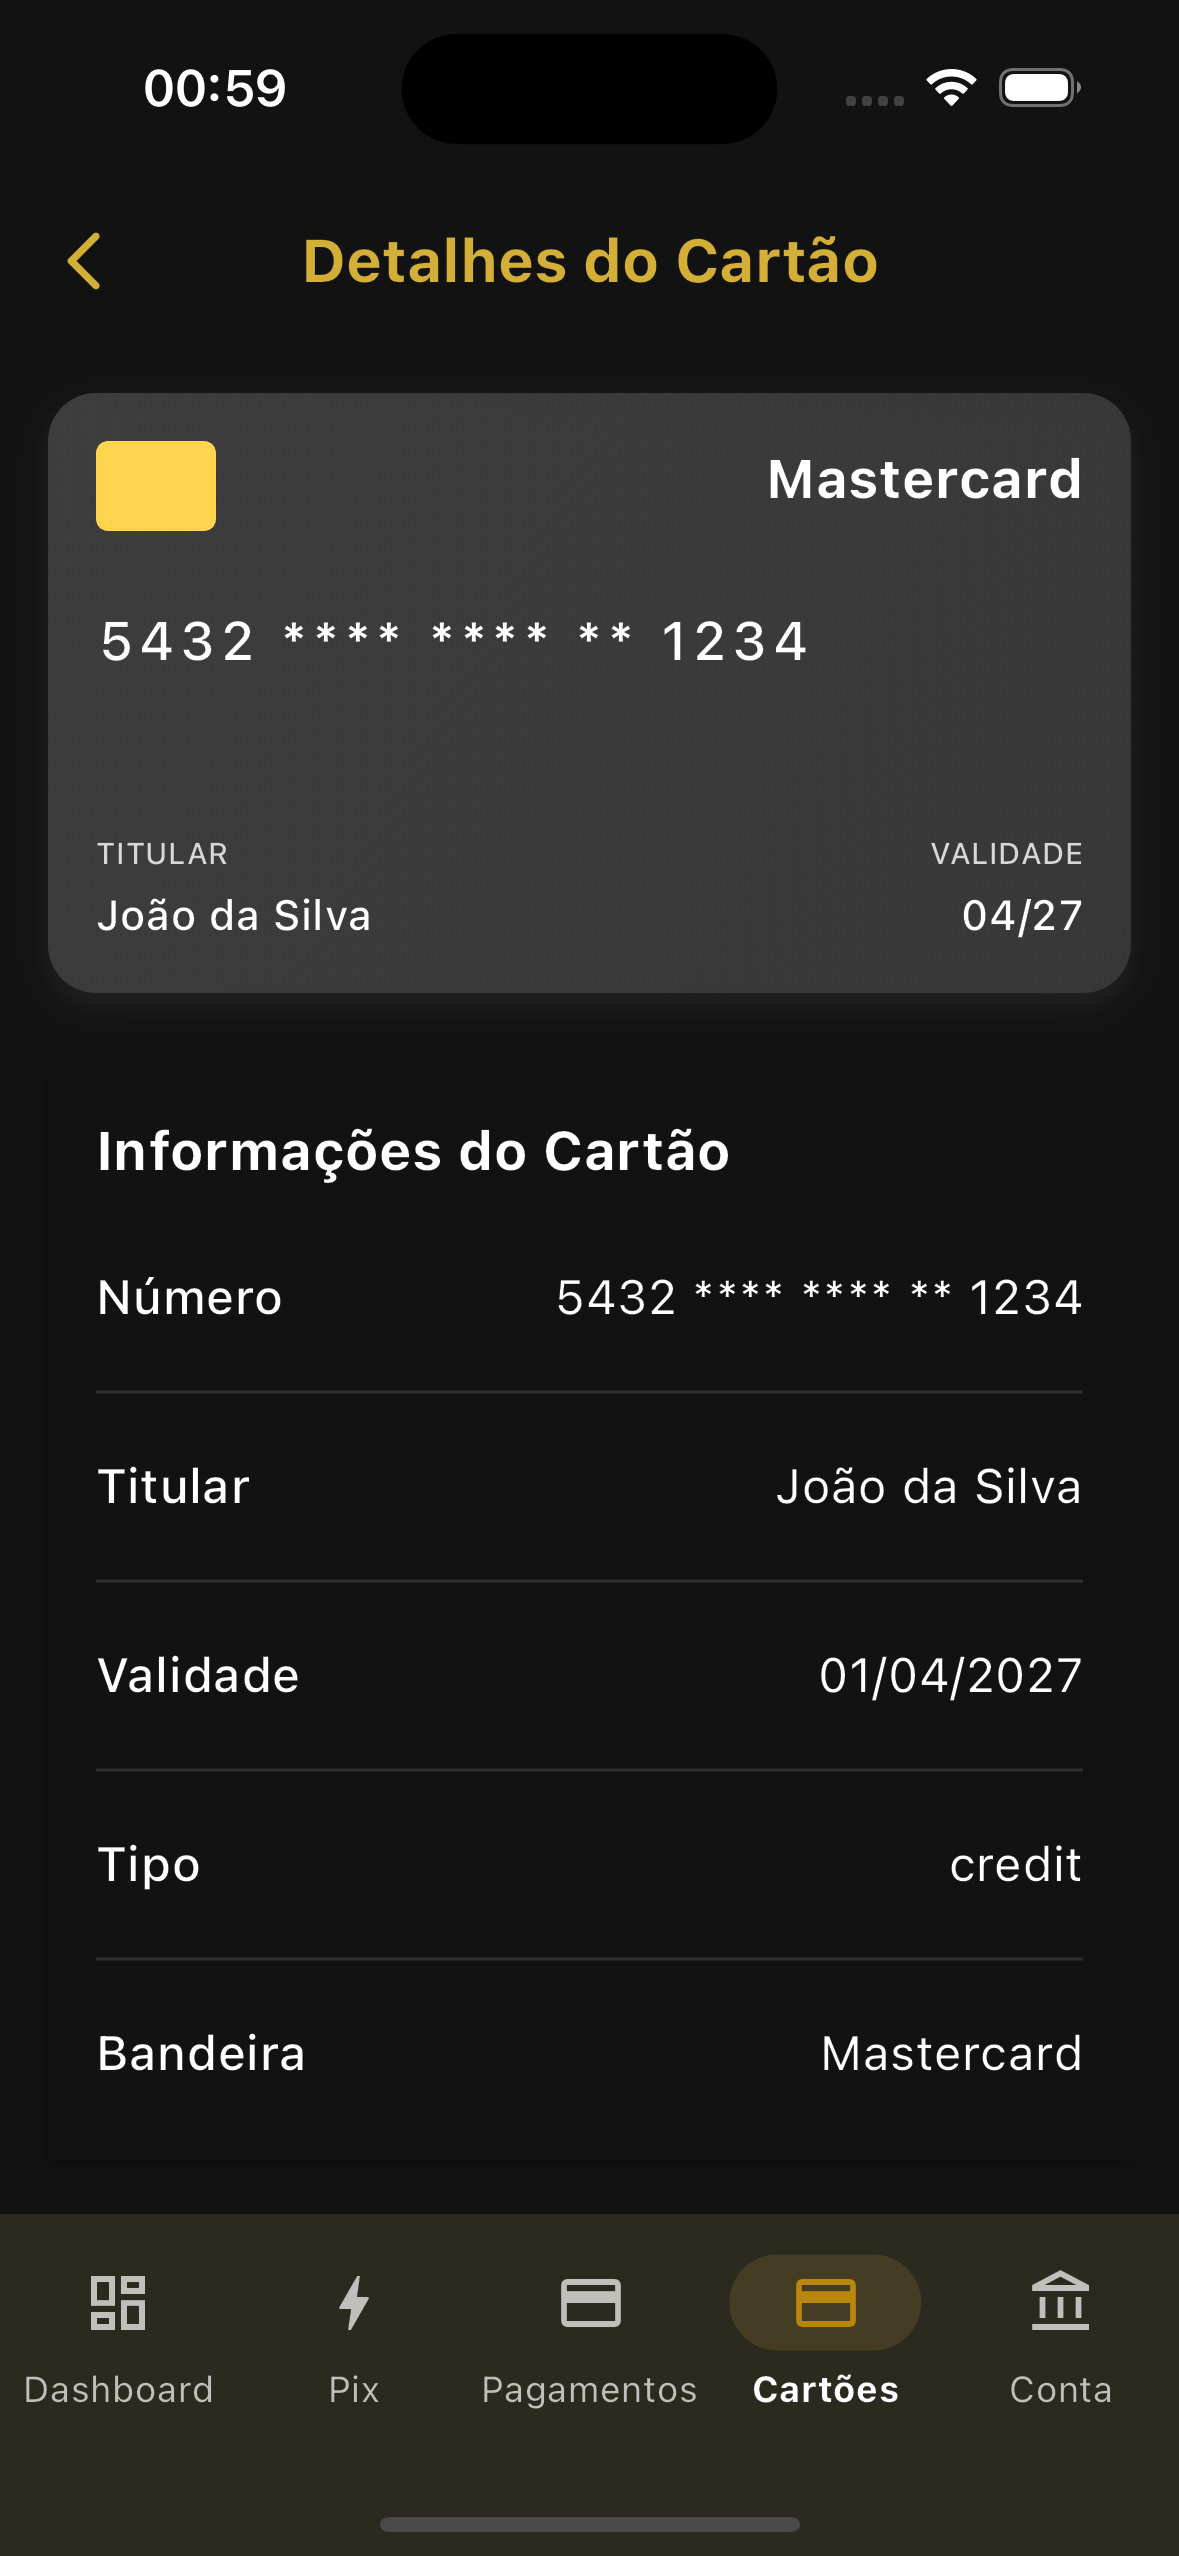 00:59
Detalhes do Cartão
Mastercard
5432 **** **** ** 1234
TITULAR VALIDADE
João da Silva 04/27
Informações do Cartão
Número 5432 **** **** ** 1234
Titular João da Silva
Validade 01/04/2027
Tipo credit
Bandeira Mastercard
Dashboard Pix Pagamentos Cartões Conta